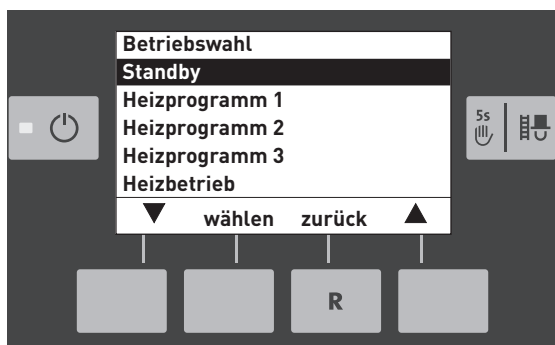 Betriebswahl
Standby
Heizprogramm 1
Heizprogramm 2
Heizprogramm 3
Heizbetrieb
wählen zurück
5s
R